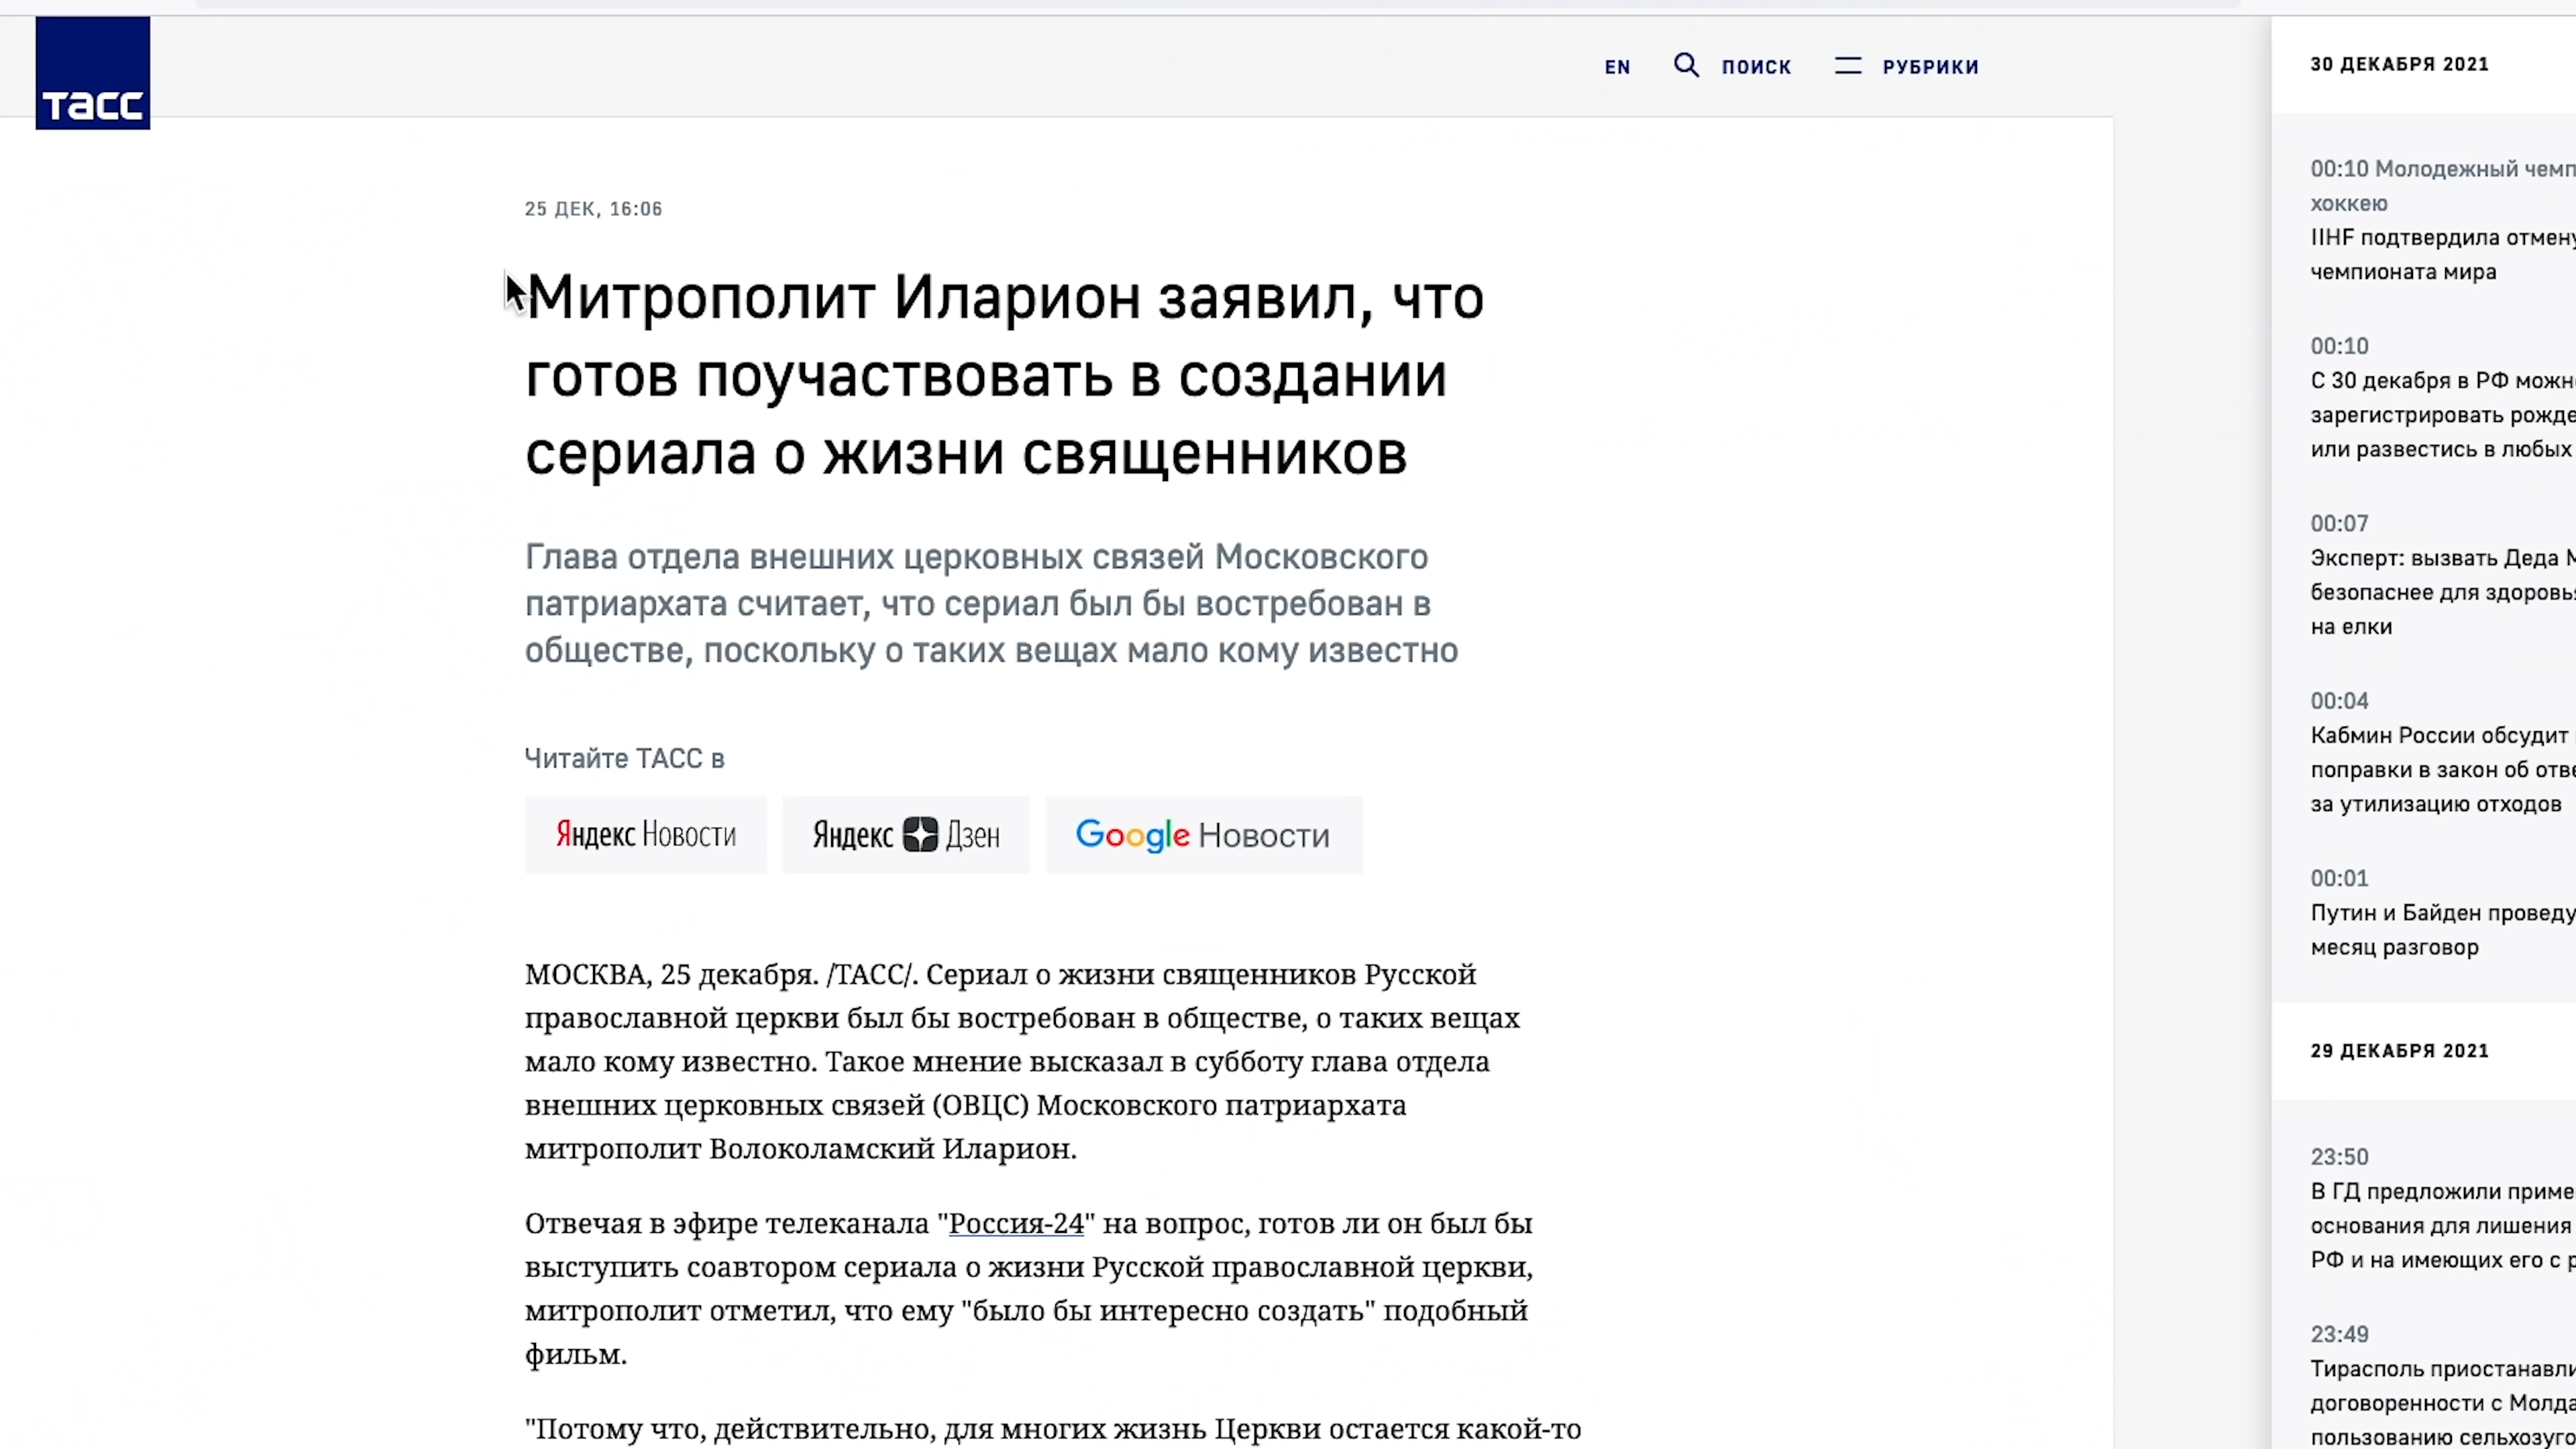 тасс
EN ПОИСК РУБРИКИ
25 ДЕК, 16:06
Митрополит Иларион заявил, что
готов поучаствовать в создании
сериала о жизни священников
Глава отдела внешних церковных связей Московского
патриархата считает, что сериал был бы востребован в
обществе, поскольку о таких вещах мало кому известно
Читайте ТАСС в
Яндекс Новости
Яндекс Дзен
Google Новости
МОСКВА, 25 декабря. /ТАСС/. Сериал о жизни священников Русской
православной церкви был бы востребован в обществе, о таких вещах
мало кому известно. Такое мнение высказал в субботу глава отдела
внешних церковных связей (ОВЦС) Московского патриархата
митрополит Волоколамский Иларион.
Отвечая в эфире телеканала "Россия-24" на вопрос, готов ли он был бы
выступить соавтором сериала о жизни Русской православной церкви,
митрополит отметил, что ему "было бы интересно создать" подобный
фильм.
"Потому что, действительно, для многих жизнь Церкви остается какой-то
30 ДЕКАБРЯ 2021
00:10 Молодежный
хоккею
IIHF подтвердила
чемпионата мира
00:10
С 30 декабря в РФ
зарегистрировать
или развестись в любых
00:07
Эксперт: вызвать Деда
безопаснее для
на елки
00:04
Кабмин России обсудит
поправки в закон об
за утилизацию отходов
00:01
Путин и Байден
месяц разговор
29 ДЕКАБРЯ 2021
23:50
В ГД предложили
основания для лишения
РФ и на имеющих его с
23:49
Тирасполь
договоренности с
пользованию